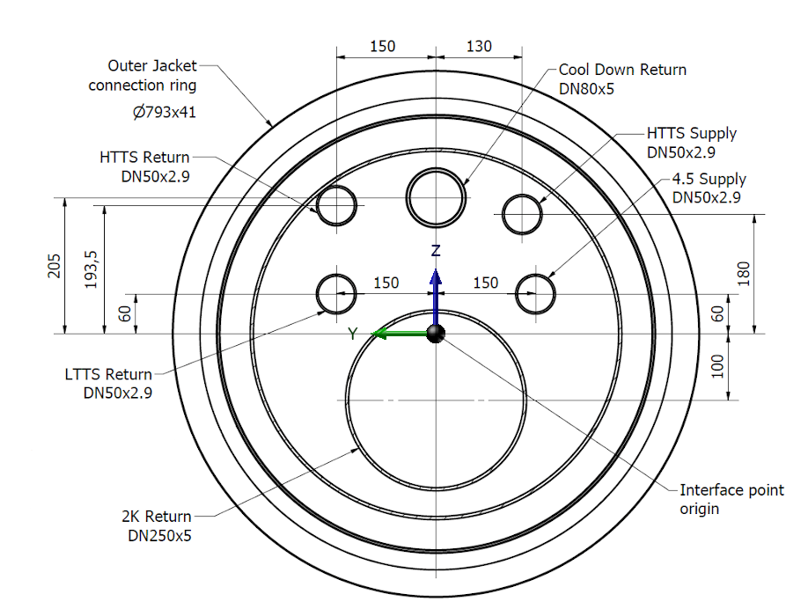 150
130
Outer Jacket
connection ring
Ø793x41
Cool Down Return
DN80x5
HTTS Return
DN50x2.9
HTTS Supply
DN50x2.9
4.5 Supply
DN50x2.9
Z
205
193,5
60
150
150
180
60
Y
100
LTTS Return
DN50x2.9
2K Return
DN250x5
Interface point
origin